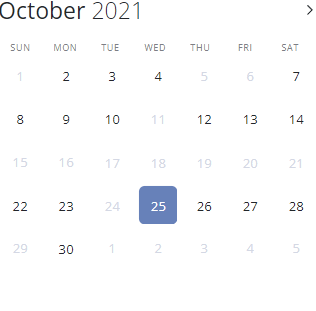 October 2021
SUN MON TUE WED THU FRI SAT
1 2 3 4 5 6 7
8 9 10 11 12 13 14
15 16 17 18 19 20 21
22 23 24 25 26 27 28
29 30 1 2 3 4 5